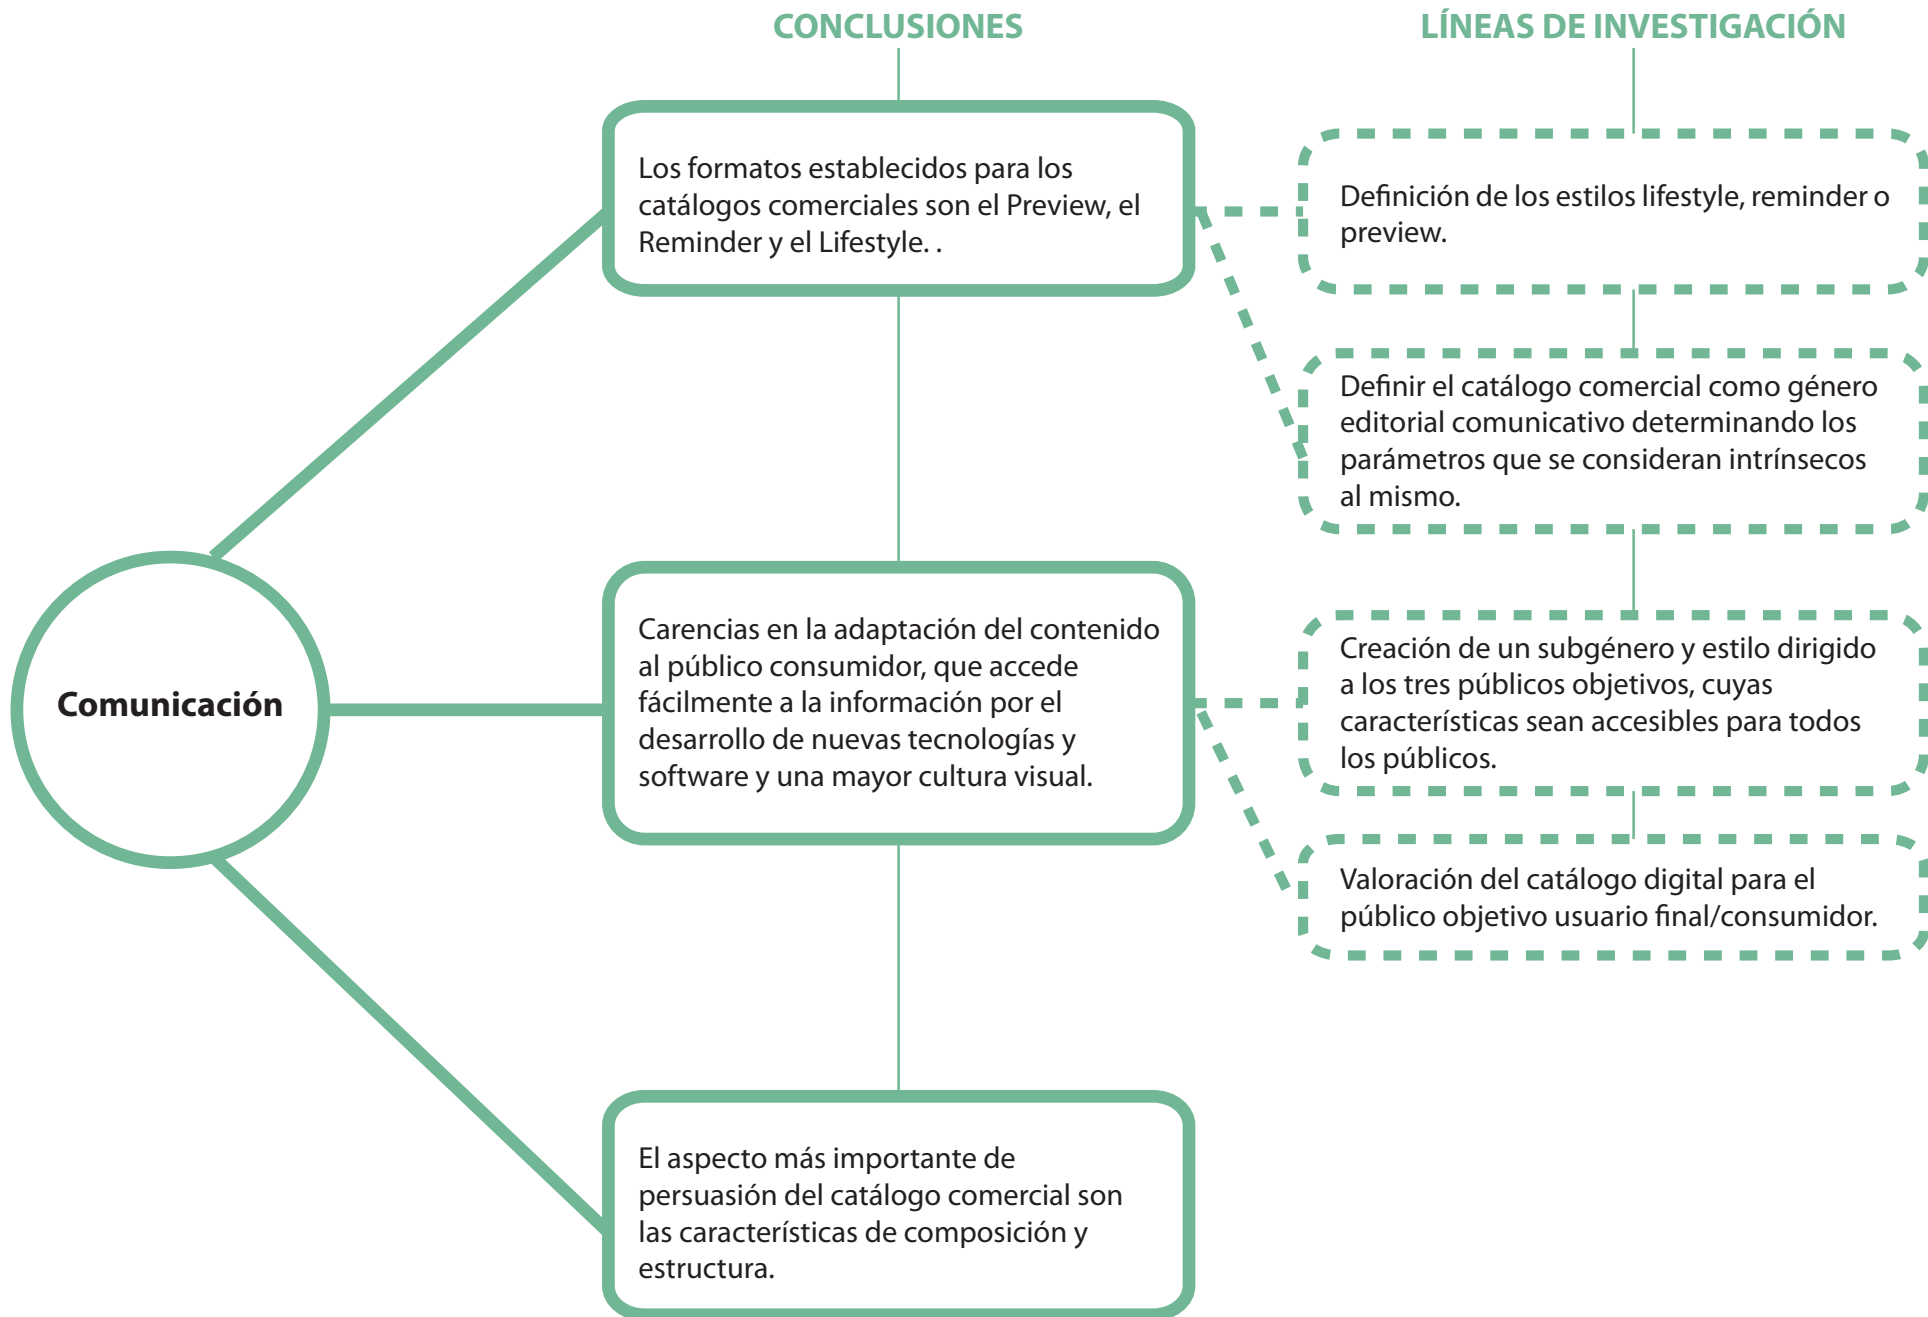 CONCLUSIONES
LÍNEAS DE INVESTIGACIÓN
Los formatos establecidos para los
catálogos comerciales son el Preview, el
Reminder y el Lifestyle. .
Definición de los estilos lifestyle, reminder o
preview.
Definir el catálogo comercial como género
editorial comunicativo determinando los
parámetros que se consideran intrínsecos
al mismo.
Comunicación
Carencias en la adaptación del contenido
al público consumidor, que accede
fácilmente a la información por el
desarrollo de nuevas tecnologías y
software y una mayor cultura visual.
Creación de un subgénero y estilo dirigido
a los tres públicos objetivos, cuyas
características sean accesibles para todos
los públicos.
Valoración del catálogo digital para el
público objetivo usuario final/consumidor.
El aspecto más importante de
persuasión del catálogo comercial son
las características de composición y
estructura.